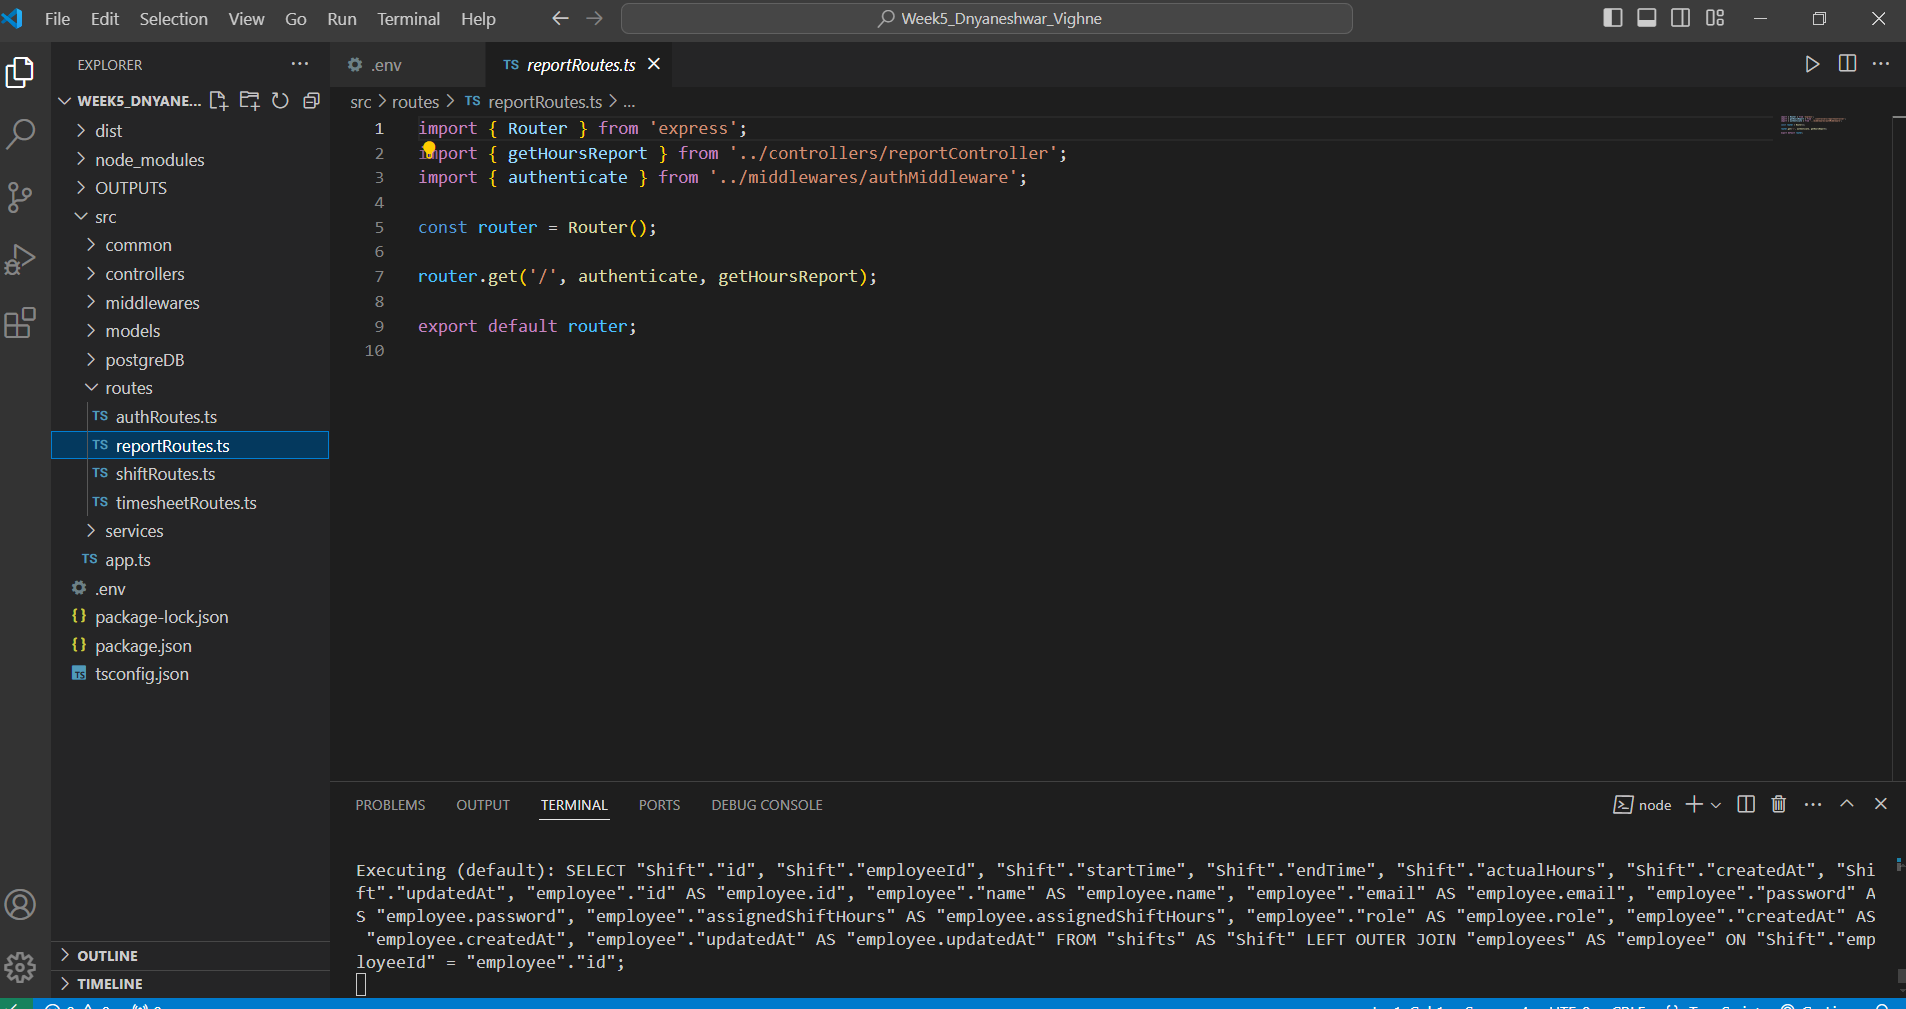 File Edit Selection View Go Run Terminal Help
Week5_Dnyaneshwar_Vighne
EXPLORER
WEEK5_DNYANE...
dist
node_modules
OUTPUTS
src
common
controllers
middlewares
models
postgreDB
routes
TS authRoutes.ts
TS reportRoutes.ts
TS shiftRoutes.ts
TS timesheetRoutes.ts
services
TS app.ts
.env
{} package-lock.json
{} package.json
TS tsconfig.json
OUTLINE
TIMELINE
.env
TS reportRoutes.ts
src > routes > TS reportRoutes.ts > ...
1 import { Router } from 'express';
2 import { getHoursReport } from '../controllers/reportController';
3 import { authenticate } from '../middlewares/authMiddleware';
4
5 const router = Router();
6
7 router.get('/', authenticate, getHoursReport);
8
9 export default router;
10
PROBLEMS OUTPUT TERMINAL PORTS DEBUG CONSOLE
node
Executing (default): SELECT "Shift"."id", "Shift"."employeeId", "Shift"."startTime", "Shift"."endTime", "Shift"."actualHours", "Shift"."createdAt", "Shi
ft"."updatedAt", "employee"."id" AS "employee.id", "employee"."name" AS "employee.name", "employee"."email" AS "employee.email", "employee"."password" A
S "employee.password", "employee"."assignedShiftHours" AS "employee.assignedShiftHours", "employee"."role" AS "employee.role", "employee"."createdAt" AS
"employee.createdAt", "employee"."updatedAt" AS "employee.updatedAt" FROM "shifts" AS "Shift" LEFT OUTER JOIN "employees" AS "employee" ON "Shift"."emp
loyeeId" = "employee"."id";